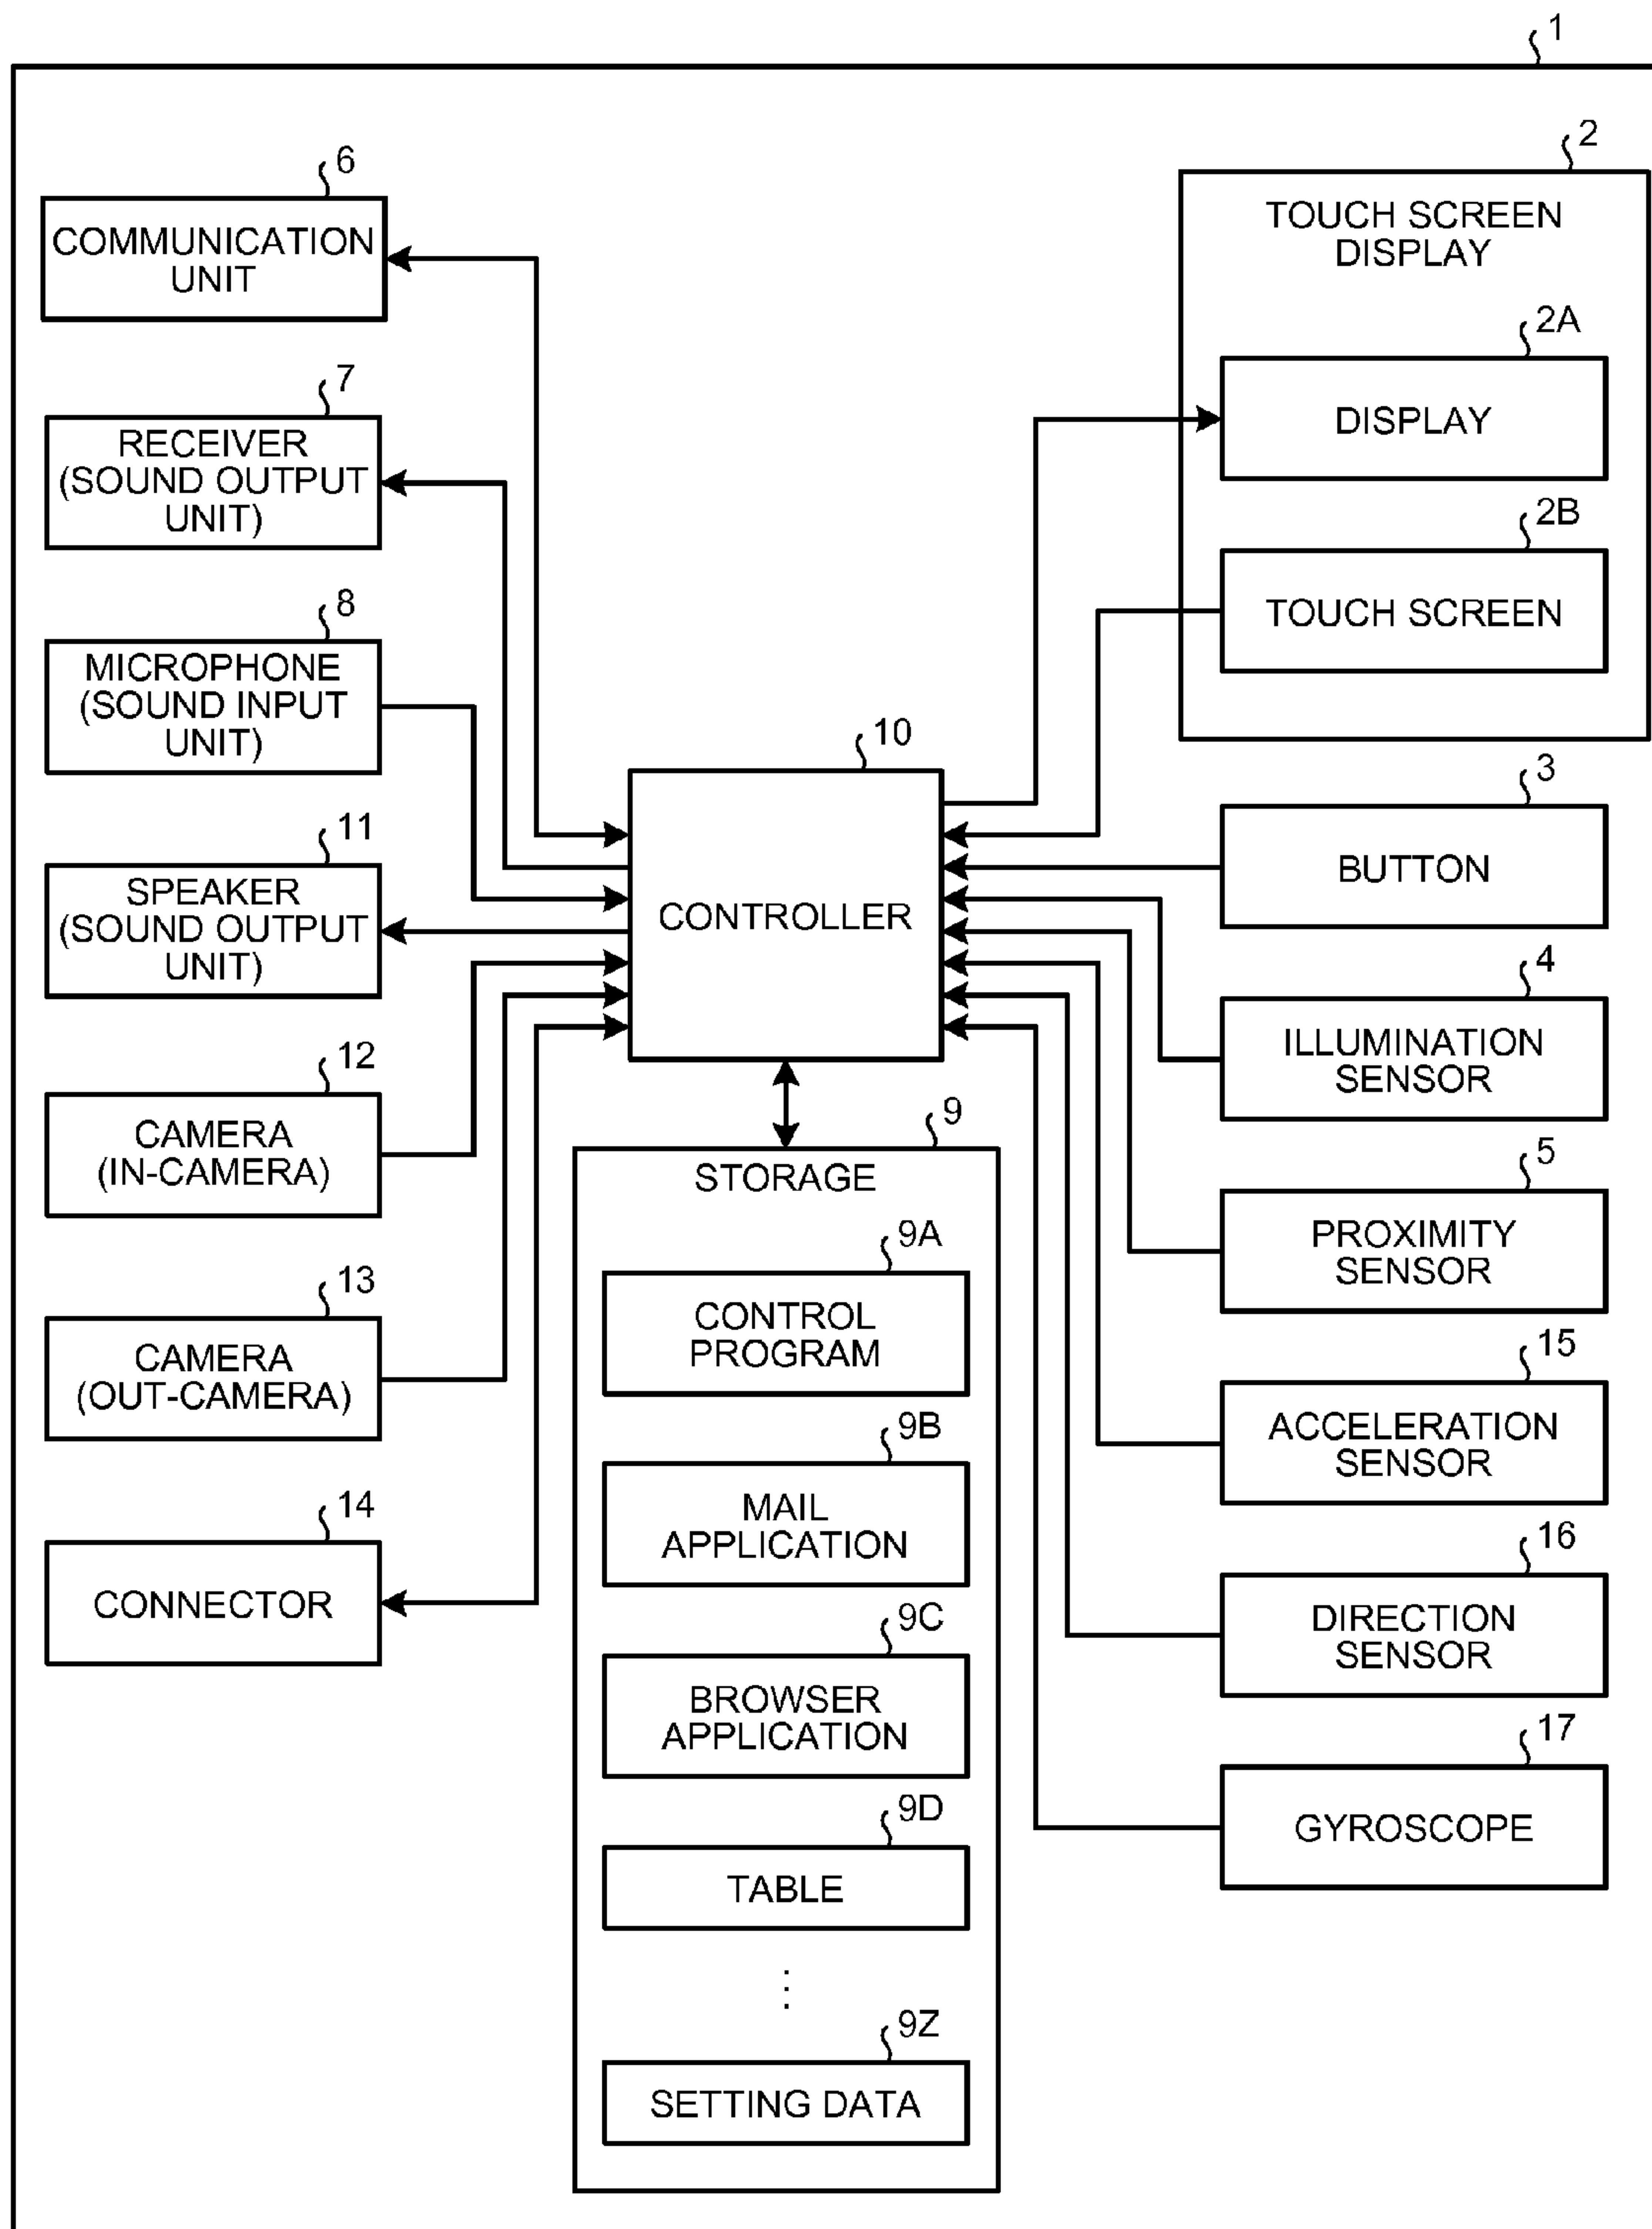 1
6
COMMUNICATION
UNIT
7
RECEIVER
(SOUND OUTPUT
UNIT)
8
MICROPHONE
(SOUND INPUT
UNIT)
11
SPEAKER
(SOUND OUTPUT
UNIT)
12
CAMERA
(IN-CAMERA)
13
CAMERA
(OUT-CAMERA)
14
CONNECTOR
10
CONTROLLER
9
STORAGE
9A
CONTROL
PROGRAM
9B
MAIL
APPLICATION
9C
BROWSER
APPLICATION
9D
TABLE
⋮
9Z
SETTING DATA
2
TOUCH SCREEN
DISPLAY
2A
DISPLAY
2B
TOUCH SCREEN
3
BUTTON
4
ILLUMINATION
SENSOR
5
PROXIMITY
SENSOR
15
ACCELERATION
SENSOR
16
DIRECTION
SENSOR
17
GYROSCOPE